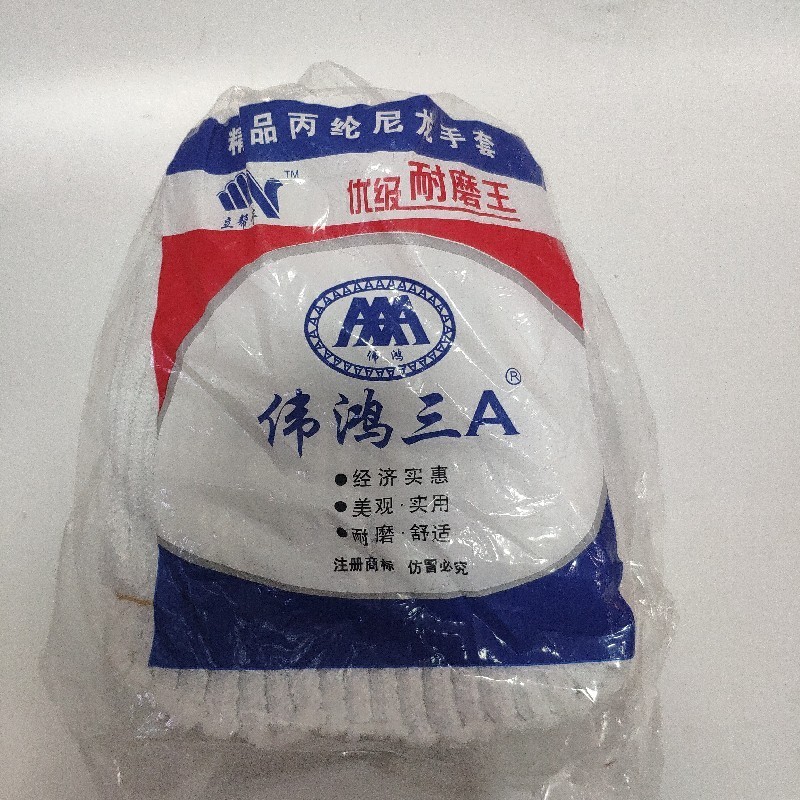 精品丙纶尼龙手套
TM
优级耐磨王
AAA
伟鸿
®
伟鸿三A
●经济实惠
●美观·实用
●耐磨·舒适
注册商标 仿冒必究